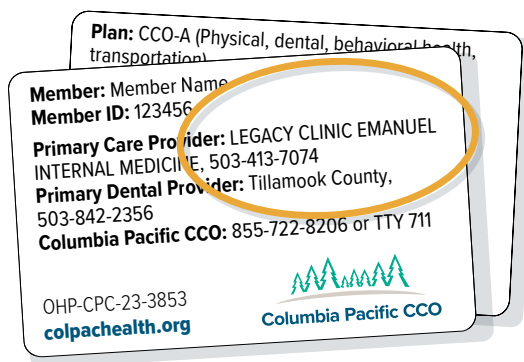 Plan: CCO-A (Physical, dental, behavioral health,
transportation)
Member: Member Name
Member ID: 123456
Primary Care Provider: LEGACY CLINIC EMANUEL
INTERNAL MEDICINE, 503-413-7074
Primary Dental Provider: Tillamook County,
503-842-2356
Columbia Pacific CCO: 855-722-8206 or TTY 711
OHP-CPC-23-3853
colpachealth.org
Columbia Pacific CCO